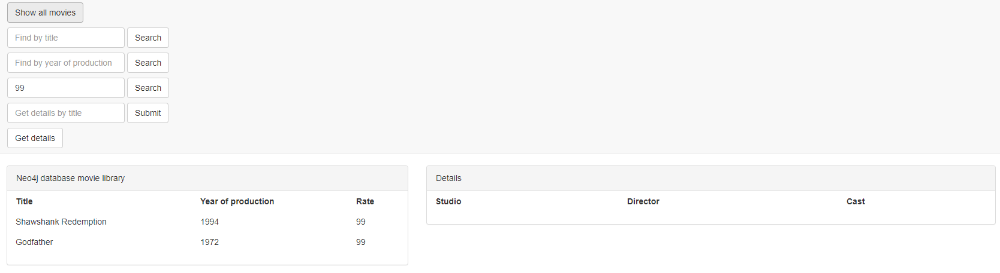 Show all movies
Find by title Search
Find by year of production Search
99 Search
Get details by title Submit
Get details
Neo4j database movie library
Title Year of production Rate
Shawshank Redemption 1994 99
Godfather 1972 99
Details
Studio Director Cast